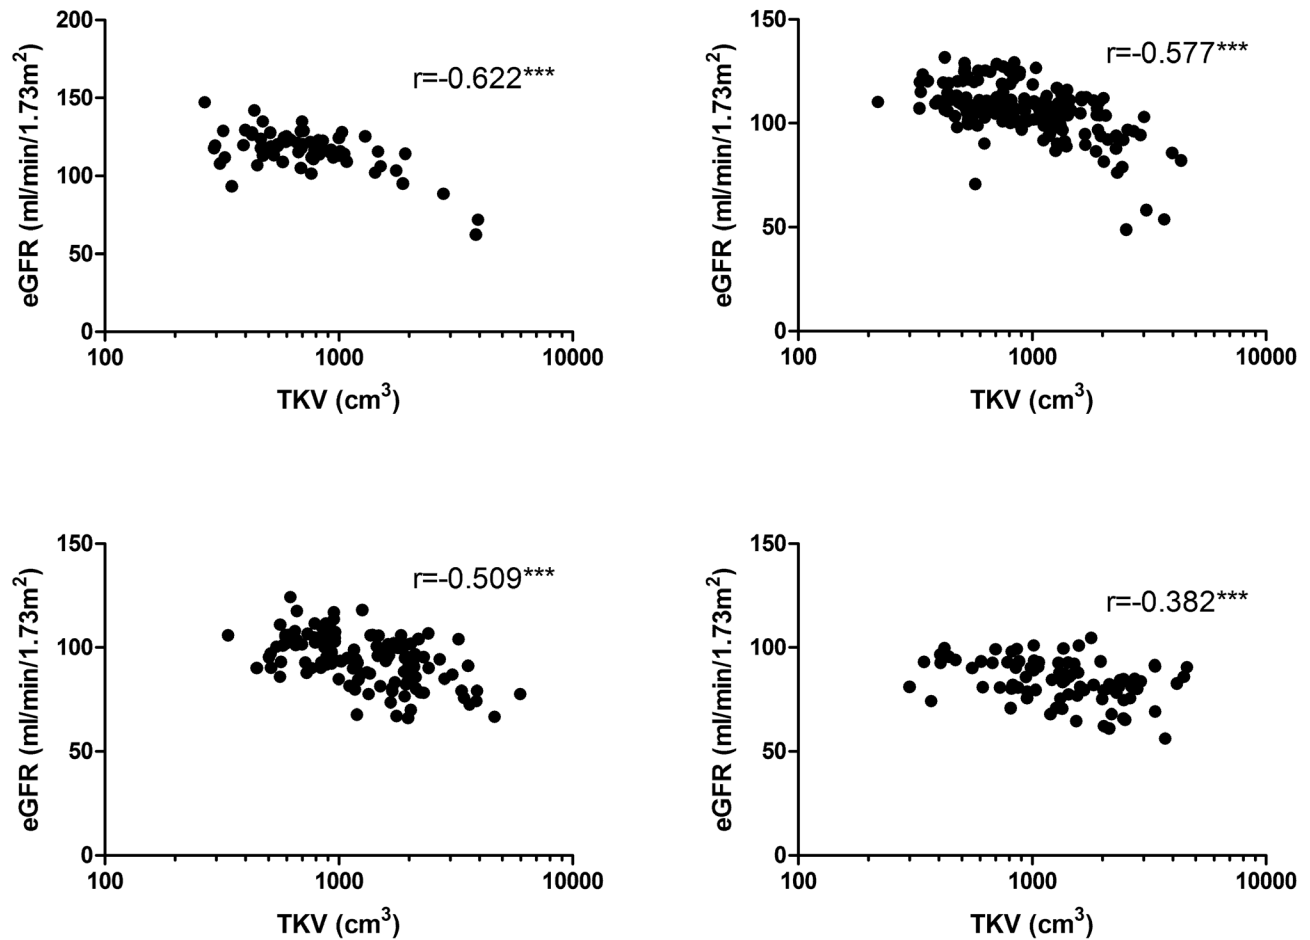 200
150
100
50
0
eGFR (ml/min/1.73m²)
r=-0.622***
100 1000 10000
TKV (cm³)
150
100
50
0
eGFR (ml/min/1.73m²)
r=-0.577***
100 1000 10000
TKV (cm³)
150
100
50
0
eGFR (ml/min/1.73m²)
r=-0.509***
100 1000 10000
TKV (cm³)
150
100
50
0
eGFR (ml/min/1.73m²)
r=-0.382***
100 1000 10000
TKV (cm³)